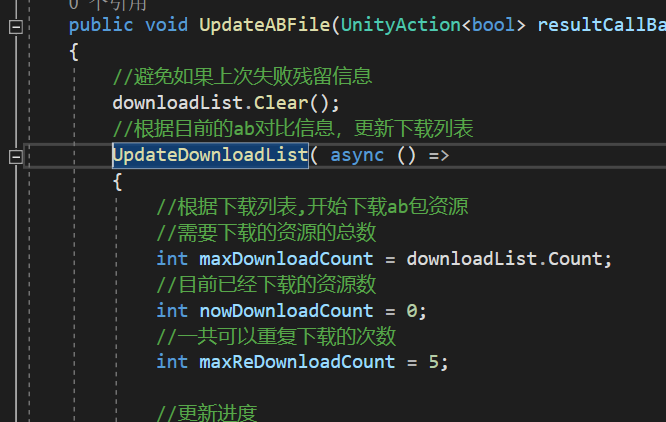 0 个引用
public void UpdateABFile(UnityAction<bool> resultCallBa
{
//避免如果上次失败残留信息
downloadList.Clear();
//根据目前的ab对比信息，更新下载列表
UpdateDownloadList( async () =>
{
//根据下载列表,开始下载ab包资源
//需要下载的资源的总数
int maxDownloadCount = downloadList.Count;
//目前已经下载的资源数
int nowDownloadCount = 0;
//一共可以重复下载的次数
int maxReDownloadCount = 5;
//更新进度